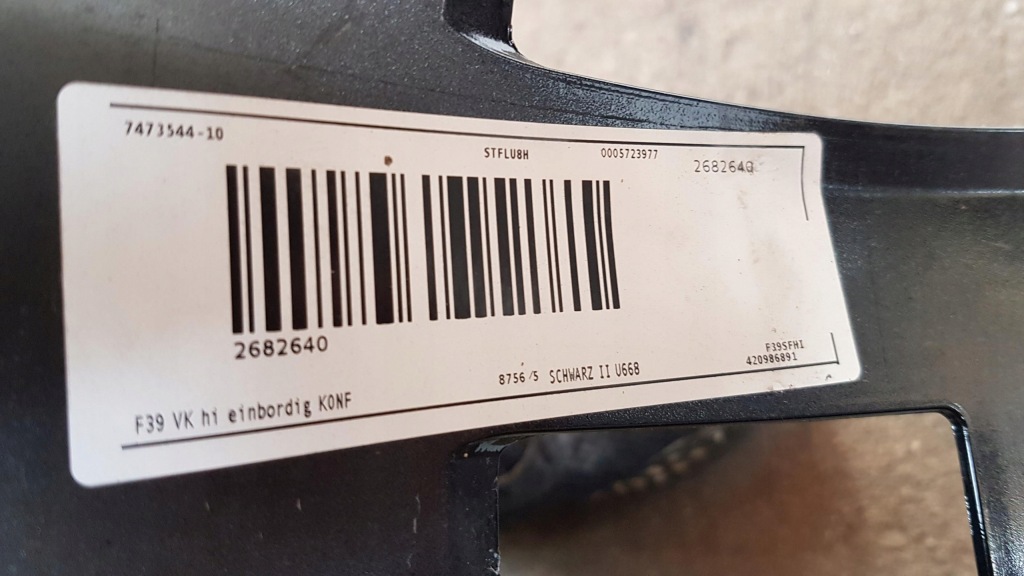 7473544-10
STFLU8H
0005723977
2682640
2682640
F39SFHI
420986891
8756/5 SCHWARZ II U668
F39 VK hi einbordig KONF